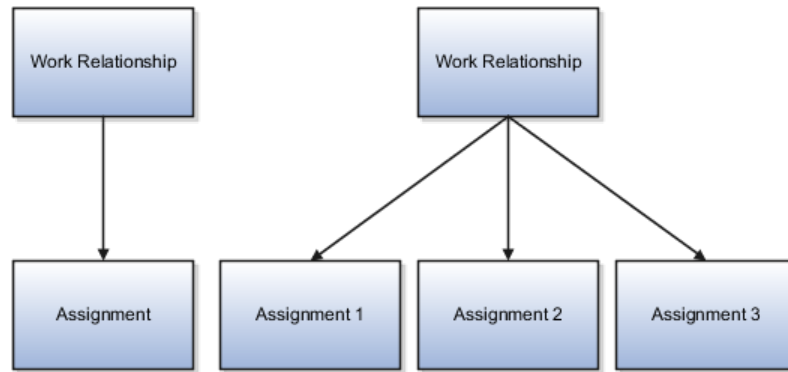 Work Relationship
Work Relationship
Assignment
Assignment 1
Assignment 2
Assignment 3